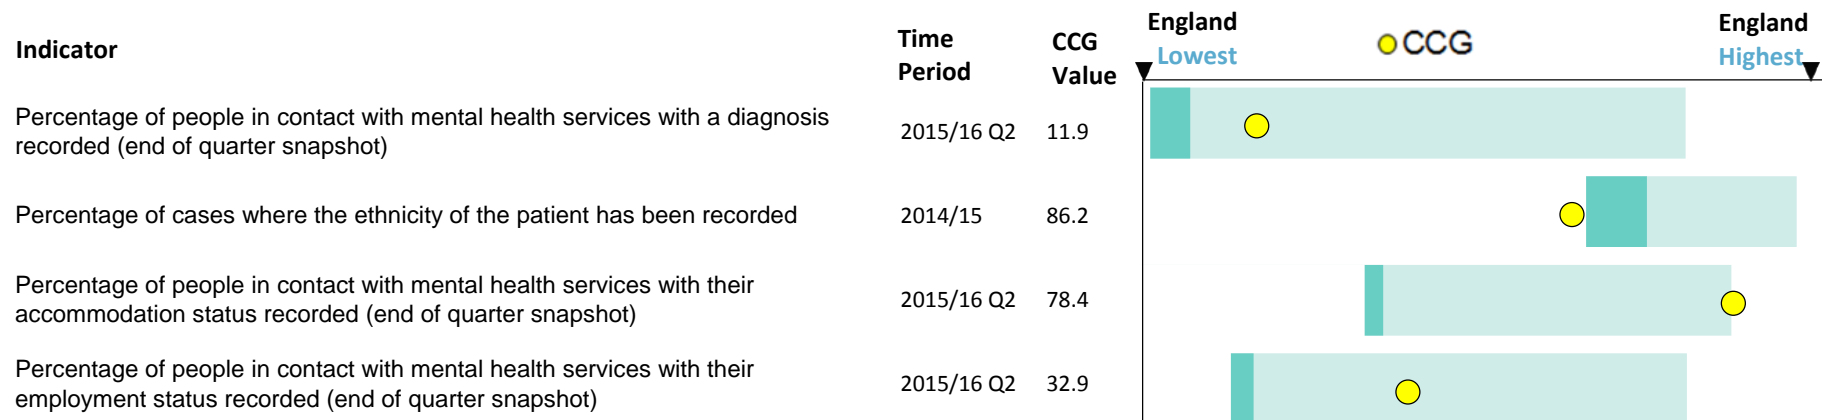 Indicator
Time
Period
CCG
Value
England
Lowest
CCG
England
Highest
Percentage of people in contact with mental health services with a diagnosis
recorded (end of quarter snapshot)
2015/16 Q2
11.9
Percentage of cases where the ethnicity of the patient has been recorded
2014/15
86.2
Percentage of people in contact with mental health services with their
accommodation status recorded (end of quarter snapshot)
2015/16 Q2
78.4
Percentage of people in contact with mental health services with their
employment status recorded (end of quarter snapshot)
2015/16 Q2
32.9